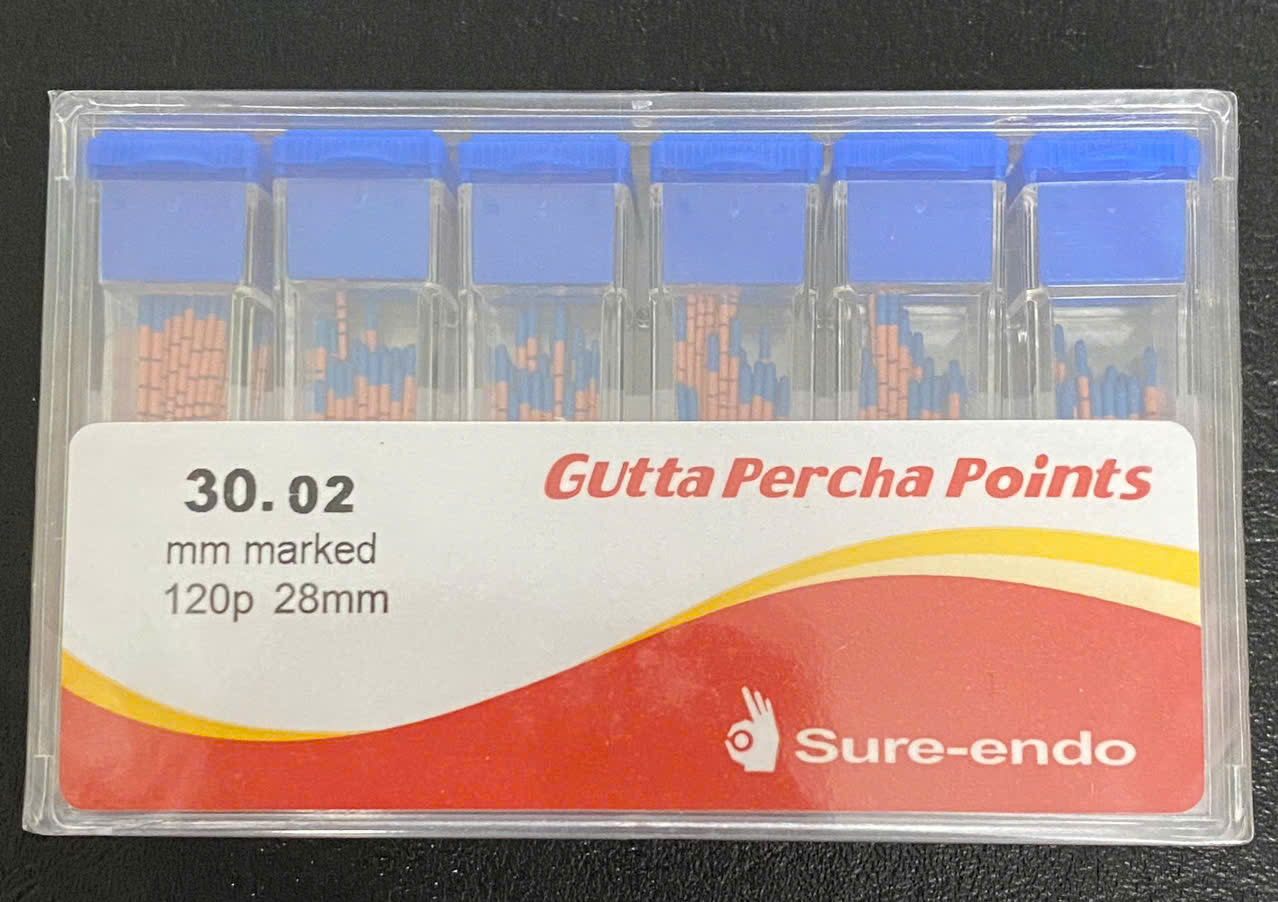 30.02
Gutta Percha Points
mm marked
120p 28mm
Sure-endo